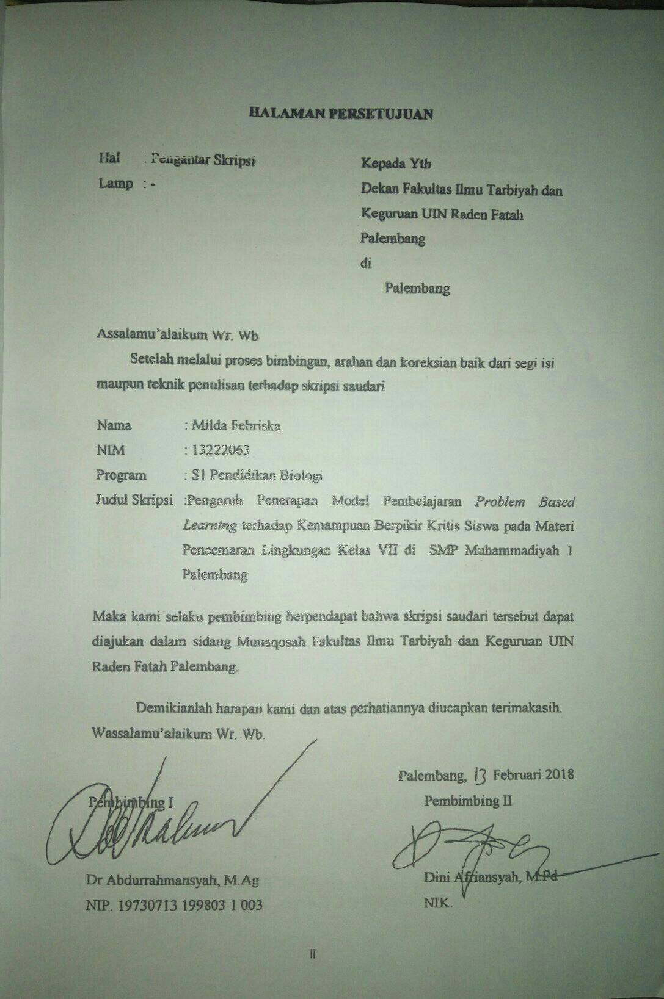 HALAMAN PERSETUJUAN
Hal : Pengantar Skripsi
Lamp : -
Kepada Yth
Dekan Fakultas Ilmu Tarbiyah dan
Keguruan UIN Raden Fatah
Palembang
di
Palembang
Assalamu'alaikum Wr. Wb
Setelah melalui proses bimbingan, arahan dan koreksian baik dari segi isi
maupun teknik penulisan terhadap skripsi saudari
Nama : Milda Febriska
NIM : 13222063
Program : S1 Pendidikan Biologi
Judul Skripsi :Pengaruh Penerapan Model Pembelajaran Problem Based
Learning terhadap Kemampuan Berpikir Kritis Siswa pada Materi
Pencemaran Lingkungan Kelas VII di SMP Muhammadiyah 1
Palembang
Maka kami selaku pembimbing berpendapat bahwa skripsi saudari tersebut dapat
diajukan dalam sidang Munaqosah Fakultas Ilmu Tarbiyah dan Keguruan UIN
Raden Fatah Palembang.
Demikianlah harapan kami dan atas perhatiannya diucapkan terimakasih.
Wassalamu'alaikum Wr. Wb.
Palembang, 13 Februari 2018
Pembimbing I
Pembimbing II
Dr Abdurrahmansyah, M.Ag
Dini Afriansyah, M.Pd
NIP. 19730713 199803 1 003
NIK.
ii